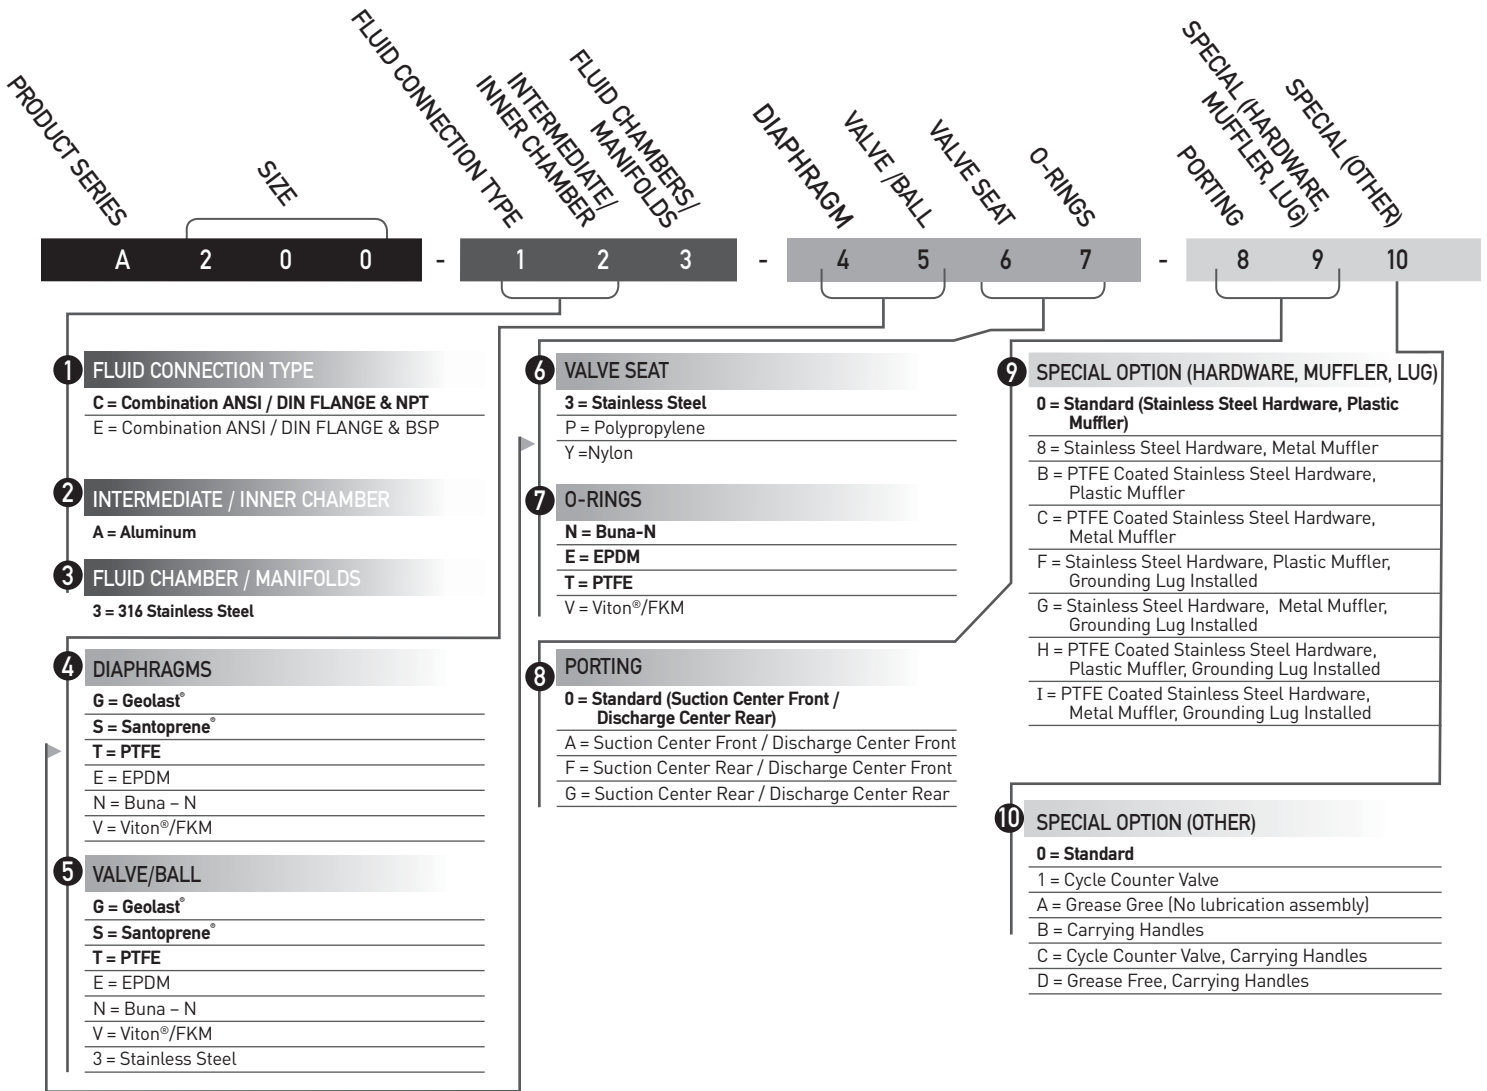 PRODUCT SERIES
SIZE
FLUID CONNECTION TYPE
INTERMEDIATE/
INNER CHAMBER
FLUID CHAMBERS/
MANIFOLDS
DIAPHRAGM
VALVE /BALL
VALVE SEAT
O-RINGS
PORTING
SPECIAL (HARDWARE,
MUFFLER, LUG)
SPECIAL (OTHER)
A 2 0 0 - 1 2 3 - 4 5 6 7 - 8 9 10
1 FLUID CONNECTION TYPE
C = Combination ANSI / DIN FLANGE & NPT
E = Combination ANSI / DIN FLANGE & BSP
2 INTERMEDIATE / INNER CHAMBER
A = Aluminum
3 FLUID CHAMBER / MANIFOLDS
3 = 316 Stainless Steel
4 DIAPHRAGMS
G = Geolast®
S = Santoprene®
T = PTFE
E = EPDM
N = Buna – N
V = Viton®/FKM
5 VALVE/BALL
G = Geolast®
S = Santoprene®
T = PTFE
E = EPDM
N = Buna – N
V = Viton®/FKM
3 = Stainless Steel
6 VALVE SEAT
3 = Stainless Steel
P = Polypropylene
Y =Nylon
7 O-RINGS
N = Buna-N
E = EPDM
T = PTFE
V = Viton®/FKM
8 PORTING
0 = Standard (Suction Center Front /
Discharge Center Rear)
A = Suction Center Front / Discharge Center Front
F = Suction Center Rear / Discharge Center Front
G = Suction Center Rear / Discharge Center Rear
9 SPECIAL OPTION (HARDWARE, MUFFLER, LUG)
0 = Standard (Stainless Steel Hardware, Plastic
Muffler)
8 = Stainless Steel Hardware, Metal Muffler
B = PTFE Coated Stainless Steel Hardware,
Plastic Muffler
C = PTFE Coated Stainless Steel Hardware,
Metal Muffler
F = Stainless Steel Hardware, Plastic Muffler,
Grounding Lug Installed
G = Stainless Steel Hardware, Metal Muffler,
Grounding Lug Installed
H = PTFE Coated Stainless Steel Hardware,
Plastic Muffler, Grounding Lug Installed
I = PTFE Coated Stainless Steel Hardware,
Metal Muffler, Grounding Lug Installed
10 SPECIAL OPTION (OTHER)
0 = Standard
1 = Cycle Counter Valve
A = Grease Gree (No lubrication assembly)
B = Carrying Handles
C = Cycle Counter Valve, Carrying Handles
D = Grease Free, Carrying Handles